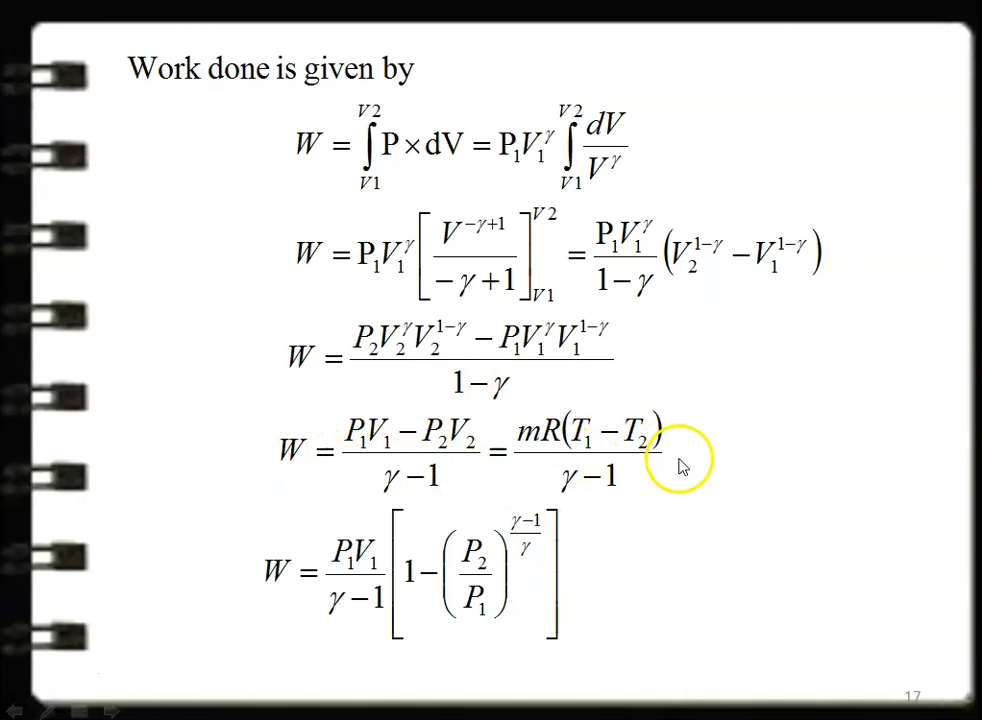 Work done is given by
W = ∫_{V1}^{V2} P × dV = P₁V₁^γ ∫_{V1}^{V2} dV / V^γ
W = P₁V₁^γ [ V^{−γ+1} / (−γ+1) ]_{V1}^{V2} = P₁V₁^γ / (1−γ) (V₂^{1−γ} − V₁^{1−γ})
W = (P₂V₂^γ V₂^{1−γ} − P₁V₁^γ V₁^{1−γ}) / (1−γ)
W = (P₁V₁ − P₂V₂) / (γ−1) = mR(T₁ − T₂) / (γ−1)
W = P₁V₁ / (γ−1) [ 1 − (P₂ / P₁)^{(γ−1)/γ} ]
17